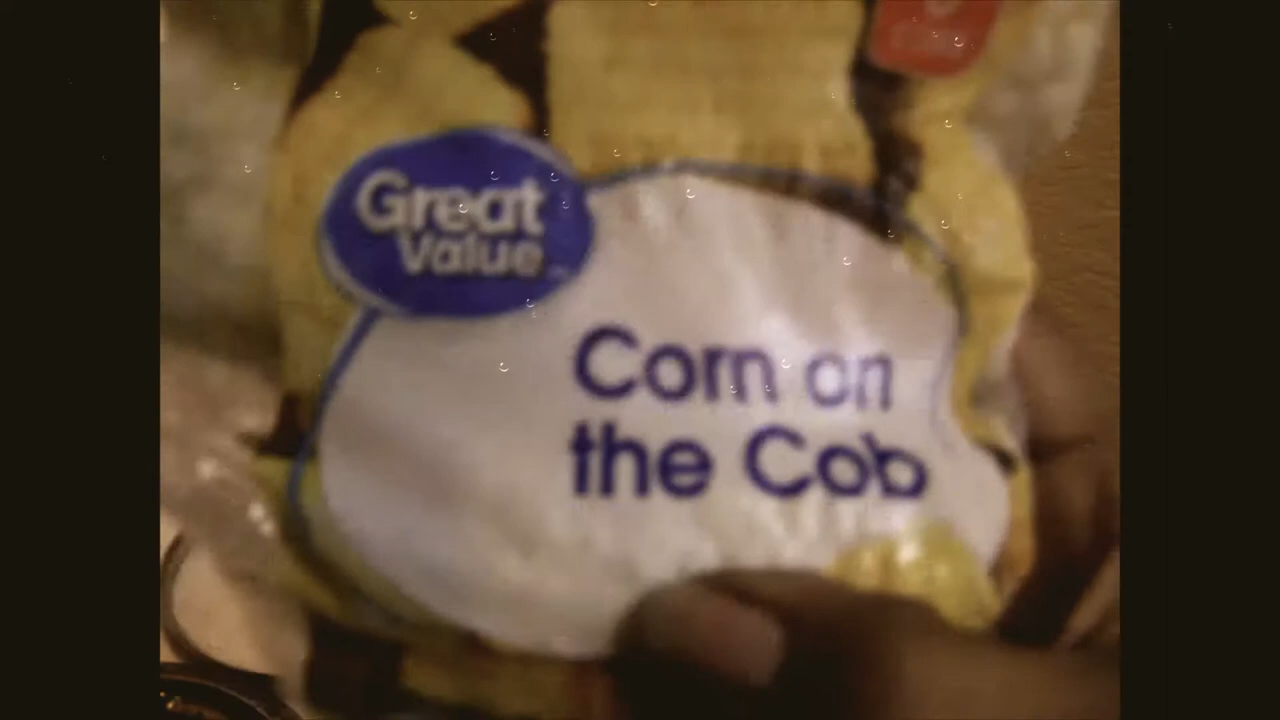 Great
Value
Corn on
the Cob